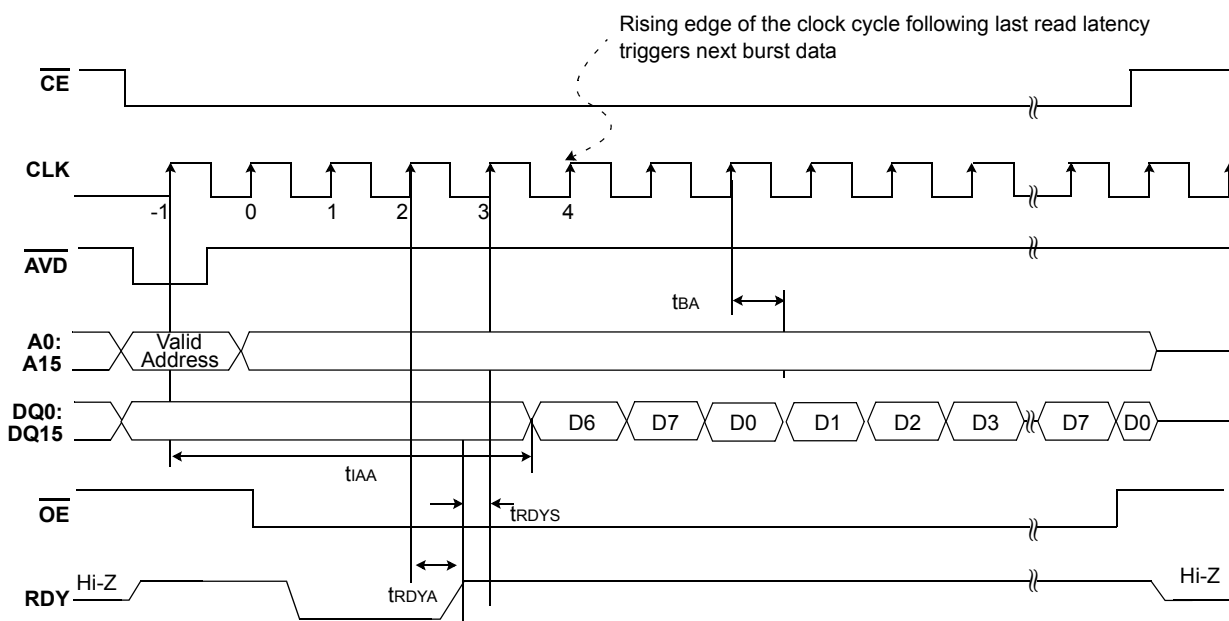 Rising edge of the clock cycle following last read latency
triggers next burst data
CE
CLK
-1 0 1 2 3 4
AVD
tBA
A0:
A15
Valid
Address
DQ0:
DQ15
D6 D7 D0 D1 D2 D3 D7 D0
tIAA
OE
tRDYS
Hi-Z
RDY
tRDYA
Hi-Z